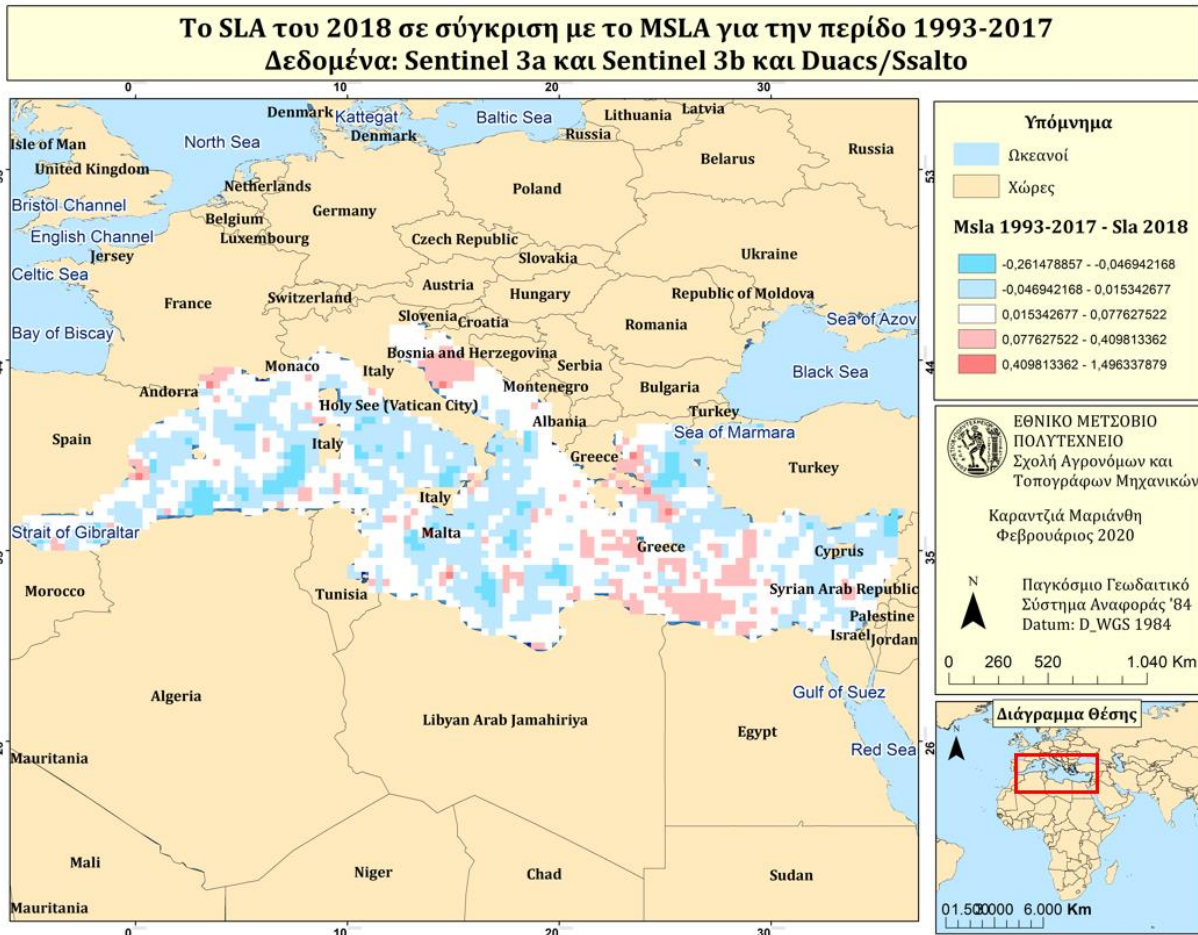 Το SLA του 2018 σε σύγκριση με το MSLA για την περίοδο 1993-2017
Δεδομένα: Sentinel 3a και Sentinel 3b και Duacs/Ssalto
0
10
20
30
Denmark
Kattegat
Baltic Sea
Lithuania
Latvia
Isle of Man
North Sea
Denmark
Russia
Belarus
Russia
United Kingdom
53
Netherlands
Poland
Bristol Channel
Belgium
Germany
English Channel
Luxembourg
Czech Republic
Jersey
Slovakia
Ukraine
Celtic Sea
Austria
France
Switzerland
Hungary
Republic of Moldova
Slovenia
Croatia
Romania
Sea of Azov
Bay of Biscay
Bosnia and Herzegovina
Monaco
Italy
Serbia
Black Sea
44
Andorra
Montenegro
Bulgaria
Holy See (Vatican City)
Albania
Turkey
Spain
Italy
Greece
Sea of Marmara
Turkey
Italy
Strait of Gibraltar
Malta
Greece
Cyprus
35
Morocco
Tunisia
Syrian Arab Republic
Palestine
Israel
Jordan
Algeria
Libyan Arab Jamahiriya
Egypt
Gulf of Suez
Red Sea
26
Mauritania
Mali
Niger
Chad
Sudan
Mauritania
0
10
20
30
Υπόμνημα
Ωκεανοί
Χώρες
Msla 1993-2017 - Sla 2018
-0,261478857 - -0,046942168
-0,046942168 - 0,015342677
0,015342677 - 0,077627522
0,077627522 - 0,409813362
0,409813362 - 1,496337879
ΕΘΝΙΚΟ ΜΕΤΣΟΒΙΟ
ΠΟΛΥΤΕΧΝΕΙΟ
Σχολή Αγρονόμων και
Τοπογράφων Μηχανικών
Καραντζιά Μαριάνθη
Φεβρουάριος 2020
N
Παγκόσμιο Γεωδαιτικό
Σύστημα Αναφοράς '84
Datum: D_WGS 1984
0 260 520 1.040 Km
Διάγραμμα Θέσης
N
6.000 Km